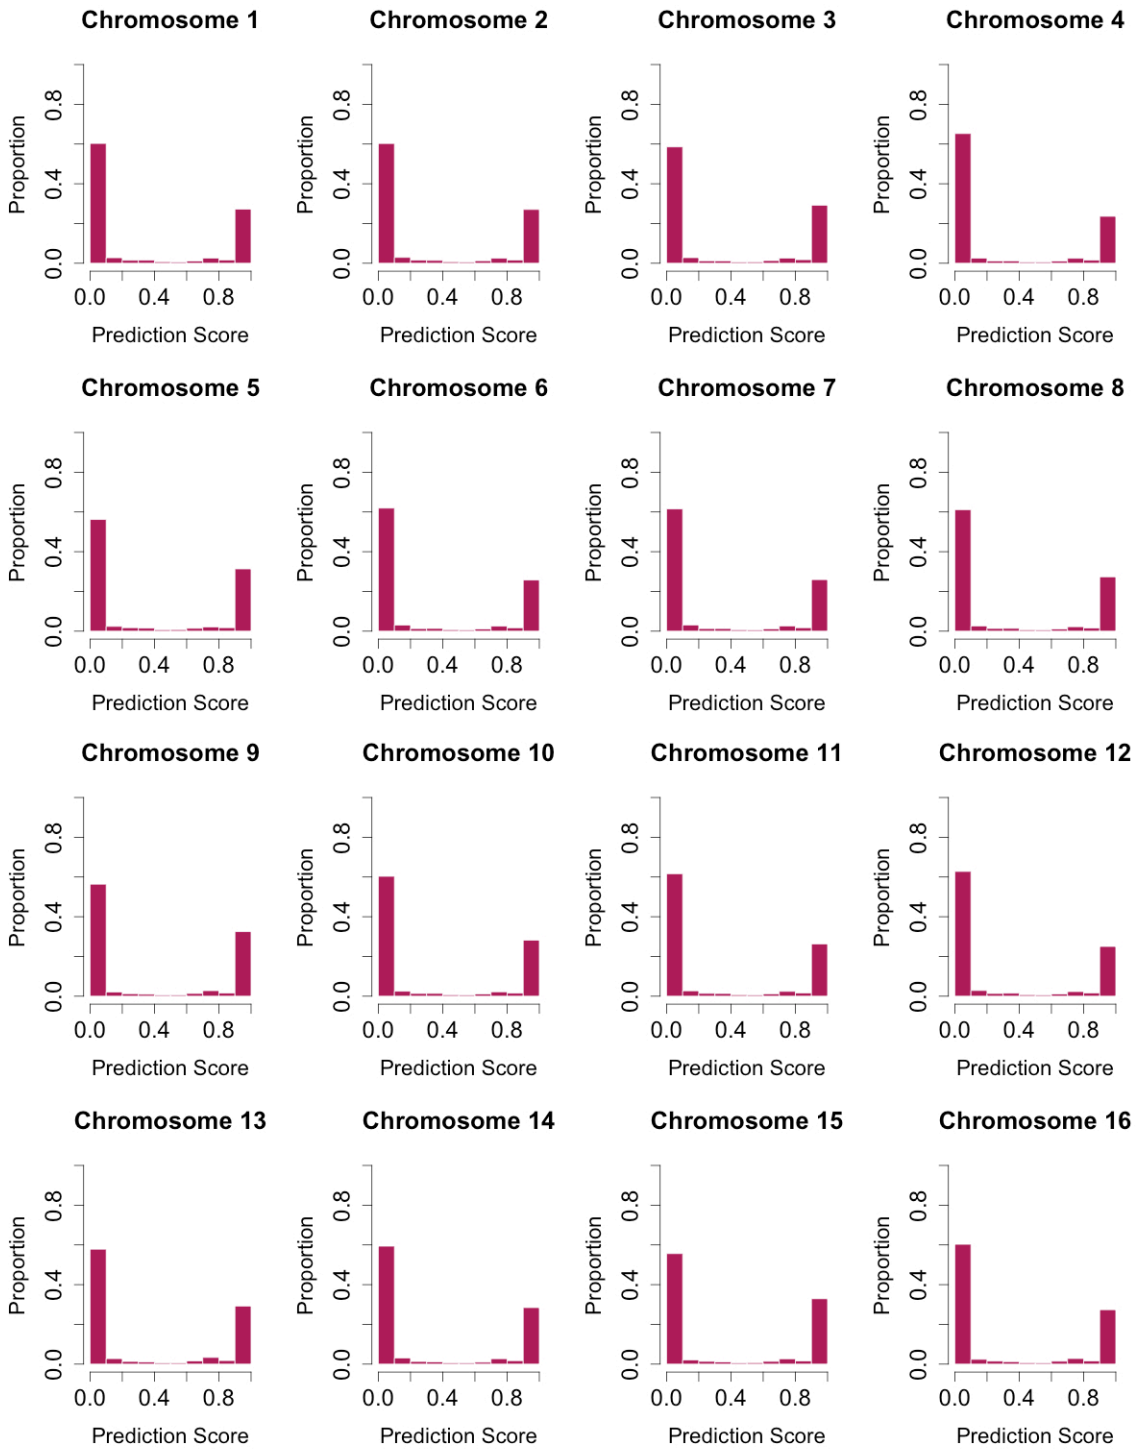 Chromosome 1
Proportion
0.0 0.4 0.8
0.0 0.4 0.8
Prediction Score
Chromosome 2
Proportion
0.0 0.4 0.8
0.0 0.4 0.8
Prediction Score
Chromosome 3
Proportion
0.0 0.4 0.8
0.0 0.4 0.8
Prediction Score
Chromosome 4
Proportion
0.0 0.4 0.8
0.0 0.4 0.8
Prediction Score
Chromosome 5
Proportion
0.0 0.4 0.8
0.0 0.4 0.8
Prediction Score
Chromosome 6
Proportion
0.0 0.4 0.8
0.0 0.4 0.8
Prediction Score
Chromosome 7
Proportion
0.0 0.4 0.8
0.0 0.4 0.8
Prediction Score
Chromosome 8
Proportion
0.0 0.4 0.8
0.0 0.4 0.8
Prediction Score
Chromosome 9
Proportion
0.0 0.4 0.8
0.0 0.4 0.8
Prediction Score
Chromosome 10
Proportion
0.0 0.4 0.8
0.0 0.4 0.8
Prediction Score
Chromosome 11
Proportion
0.0 0.4 0.8
0.0 0.4 0.8
Prediction Score
Chromosome 12
Proportion
0.0 0.4 0.8
0.0 0.4 0.8
Prediction Score
Chromosome 13
Proportion
0.0 0.4 0.8
0.0 0.4 0.8
Prediction Score
Chromosome 14
Proportion
0.0 0.4 0.8
0.0 0.4 0.8
Prediction Score
Chromosome 15
Proportion
0.0 0.4 0.8
0.0 0.4 0.8
Prediction Score
Chromosome 16
Proportion
0.0 0.4 0.8
0.0 0.4 0.8
Prediction Score